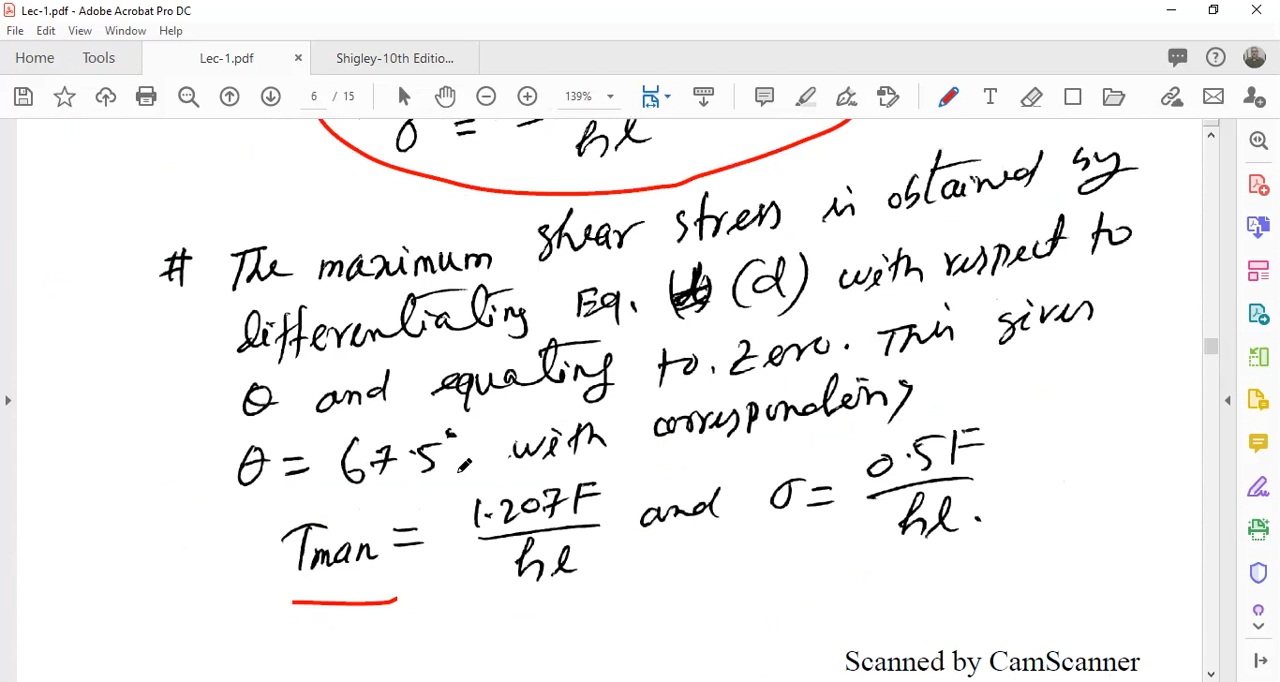 Lec-1.pdf - Adobe Acrobat Pro DC
File Edit View Window Help
Home Tools Lec-1.pdf × Shigley-10th Editio...
6 / 15 139%
σ = – hl
# The maximum shear stress is obtained by
differentiating Eq. (d) with respect to
θ and equating to. Zero. This gives
θ = 67.5°, with corresponding
τman = 1.207F / hl and σ = 0.5F / hl.
Scanned by CamScanner